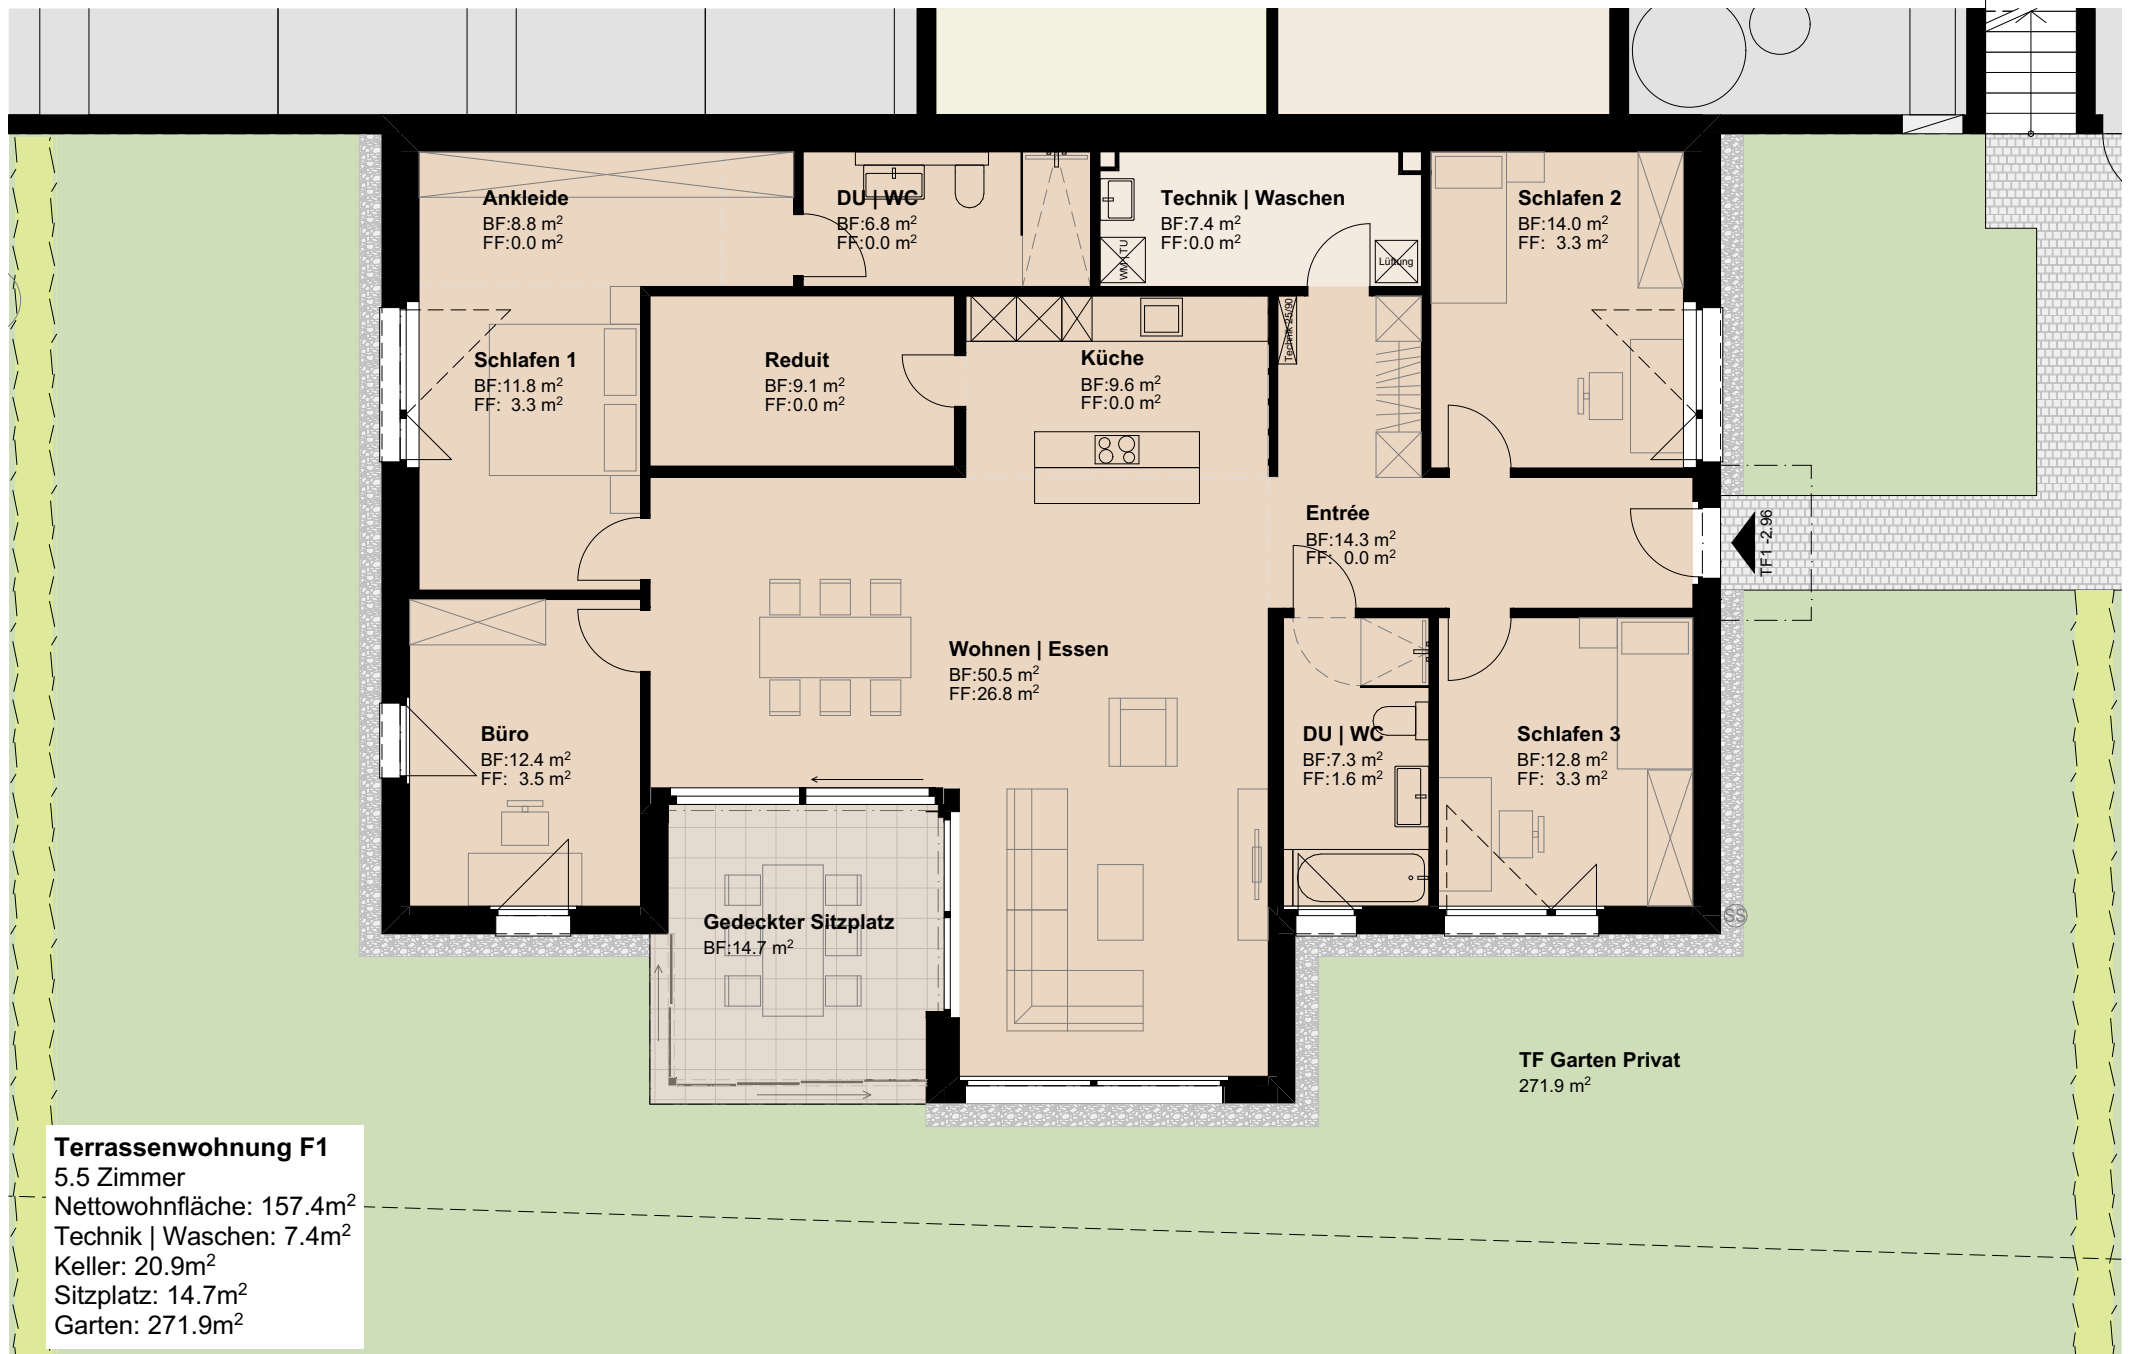 Ankleide
BF:8.8 m²
FF:0.0 m²
DU | WC
BF:6.8 m²
FF:0.0 m²
Technik | Waschen
BF:7.4 m²
FF:0.0 m²
WM | TU
Lüftung
Schlafen 2
BF:14.0 m²
FF: 3.3 m²
Schlafen 1
BF:11.8 m²
FF: 3.3 m²
Reduit
BF:9.1 m²
FF:0.0 m²
Küche
BF:9.6 m²
FF:0.0 m²
Technik 25/90
Entrée
BF:14.3 m²
FF: 0.0 m²
TF1 -2.96
Wohnen | Essen
BF:50.5 m²
FF:26.8 m²
Büro
BF:12.4 m²
FF: 3.5 m²
DU | WC
BF:7.3 m²
FF:1.6 m²
Schlafen 3
BF:12.8 m²
FF: 3.3 m²
SS
Gedeckter Sitzplatz
BF:14.7 m²
TF Garten Privat
271.9 m²
Terrassenwohnung F1
5.5 Zimmer
Nettowohnfläche: 157.4m²
Technik | Waschen: 7.4m²
Keller: 20.9m²
Sitzplatz: 14.7m²
Garten: 271.9m²